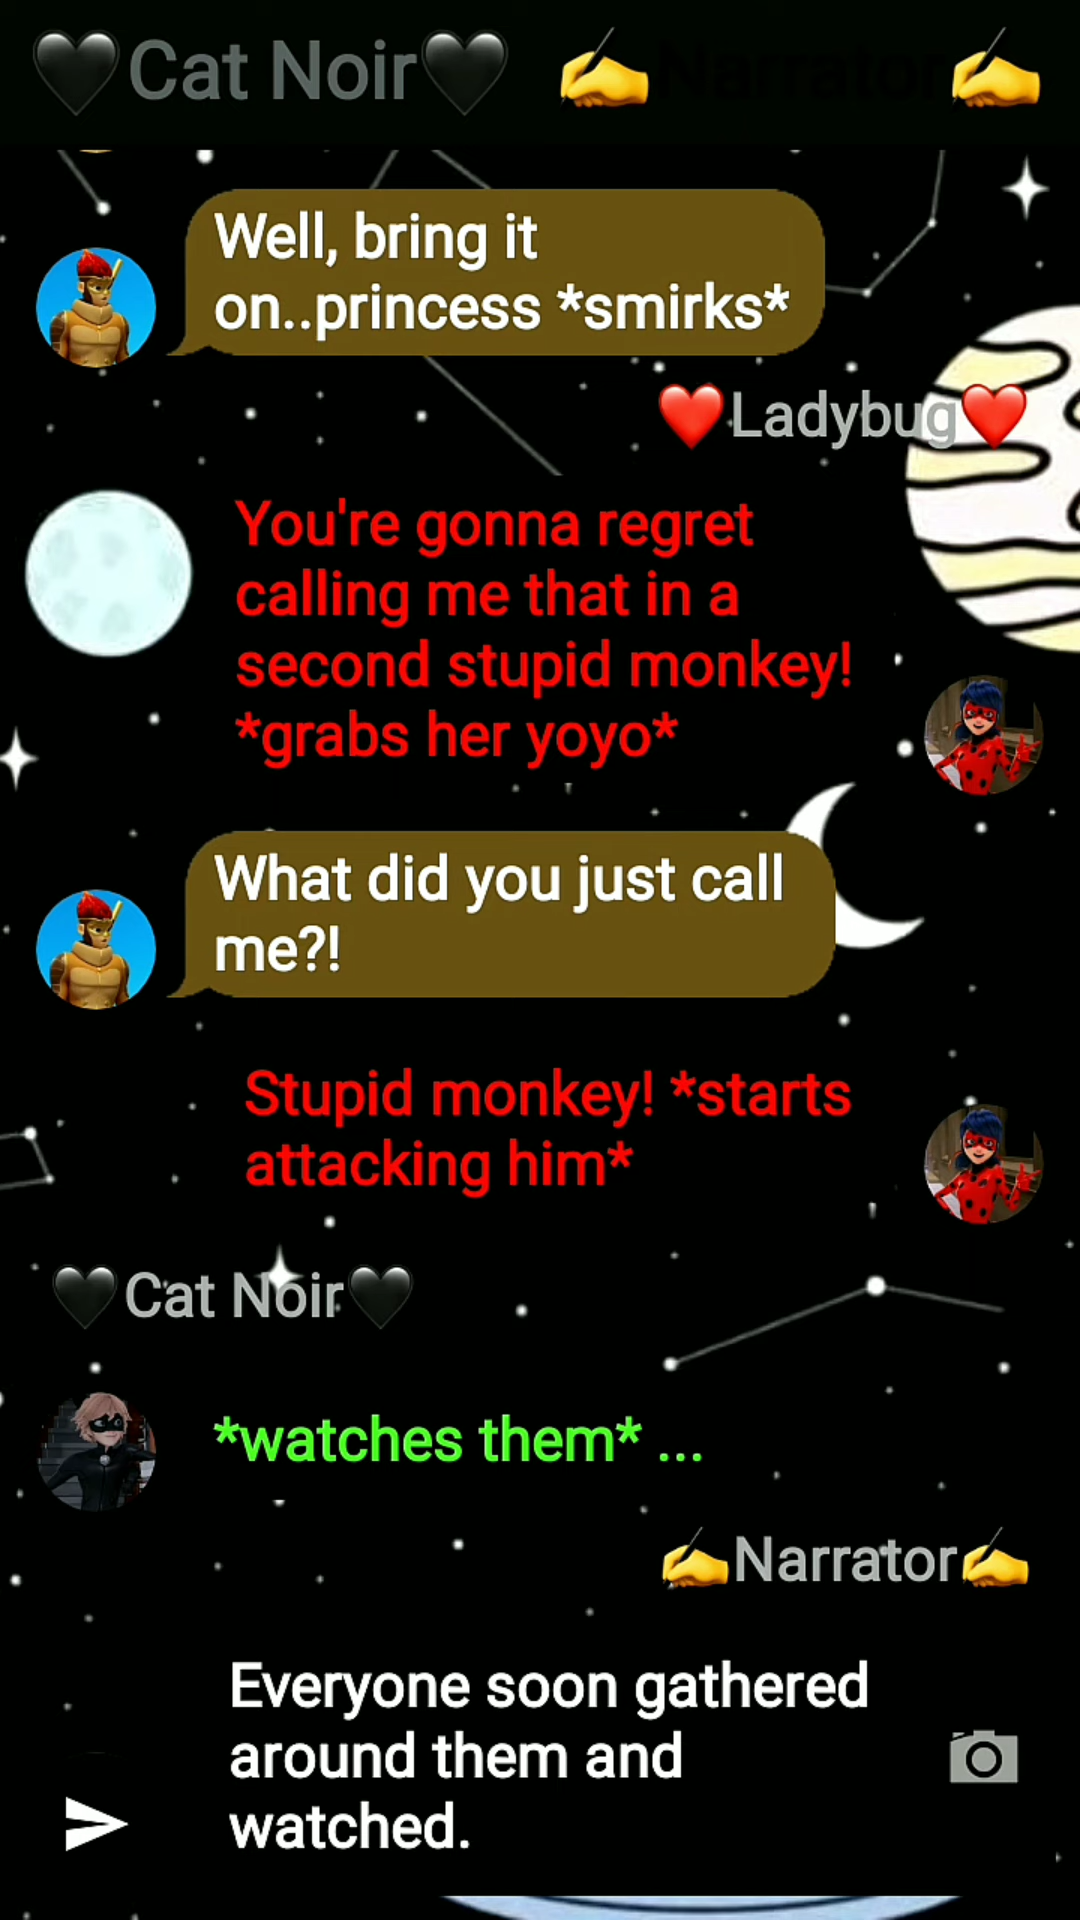 🖤Cat Noir🖤 ✍Narrator✍
Well, bring it
on..princess *smirks*
❤Ladybug❤
You're gonna regret
calling me that in a
second stupid monkey!
*grabs her yoyo*
What did you just call
me?!
Stupid monkey! *starts
attacking him*
🖤Cat Noir🖤
*watches them* ...
✍Narrator✍
Everyone soon gathered
around them and
watched.